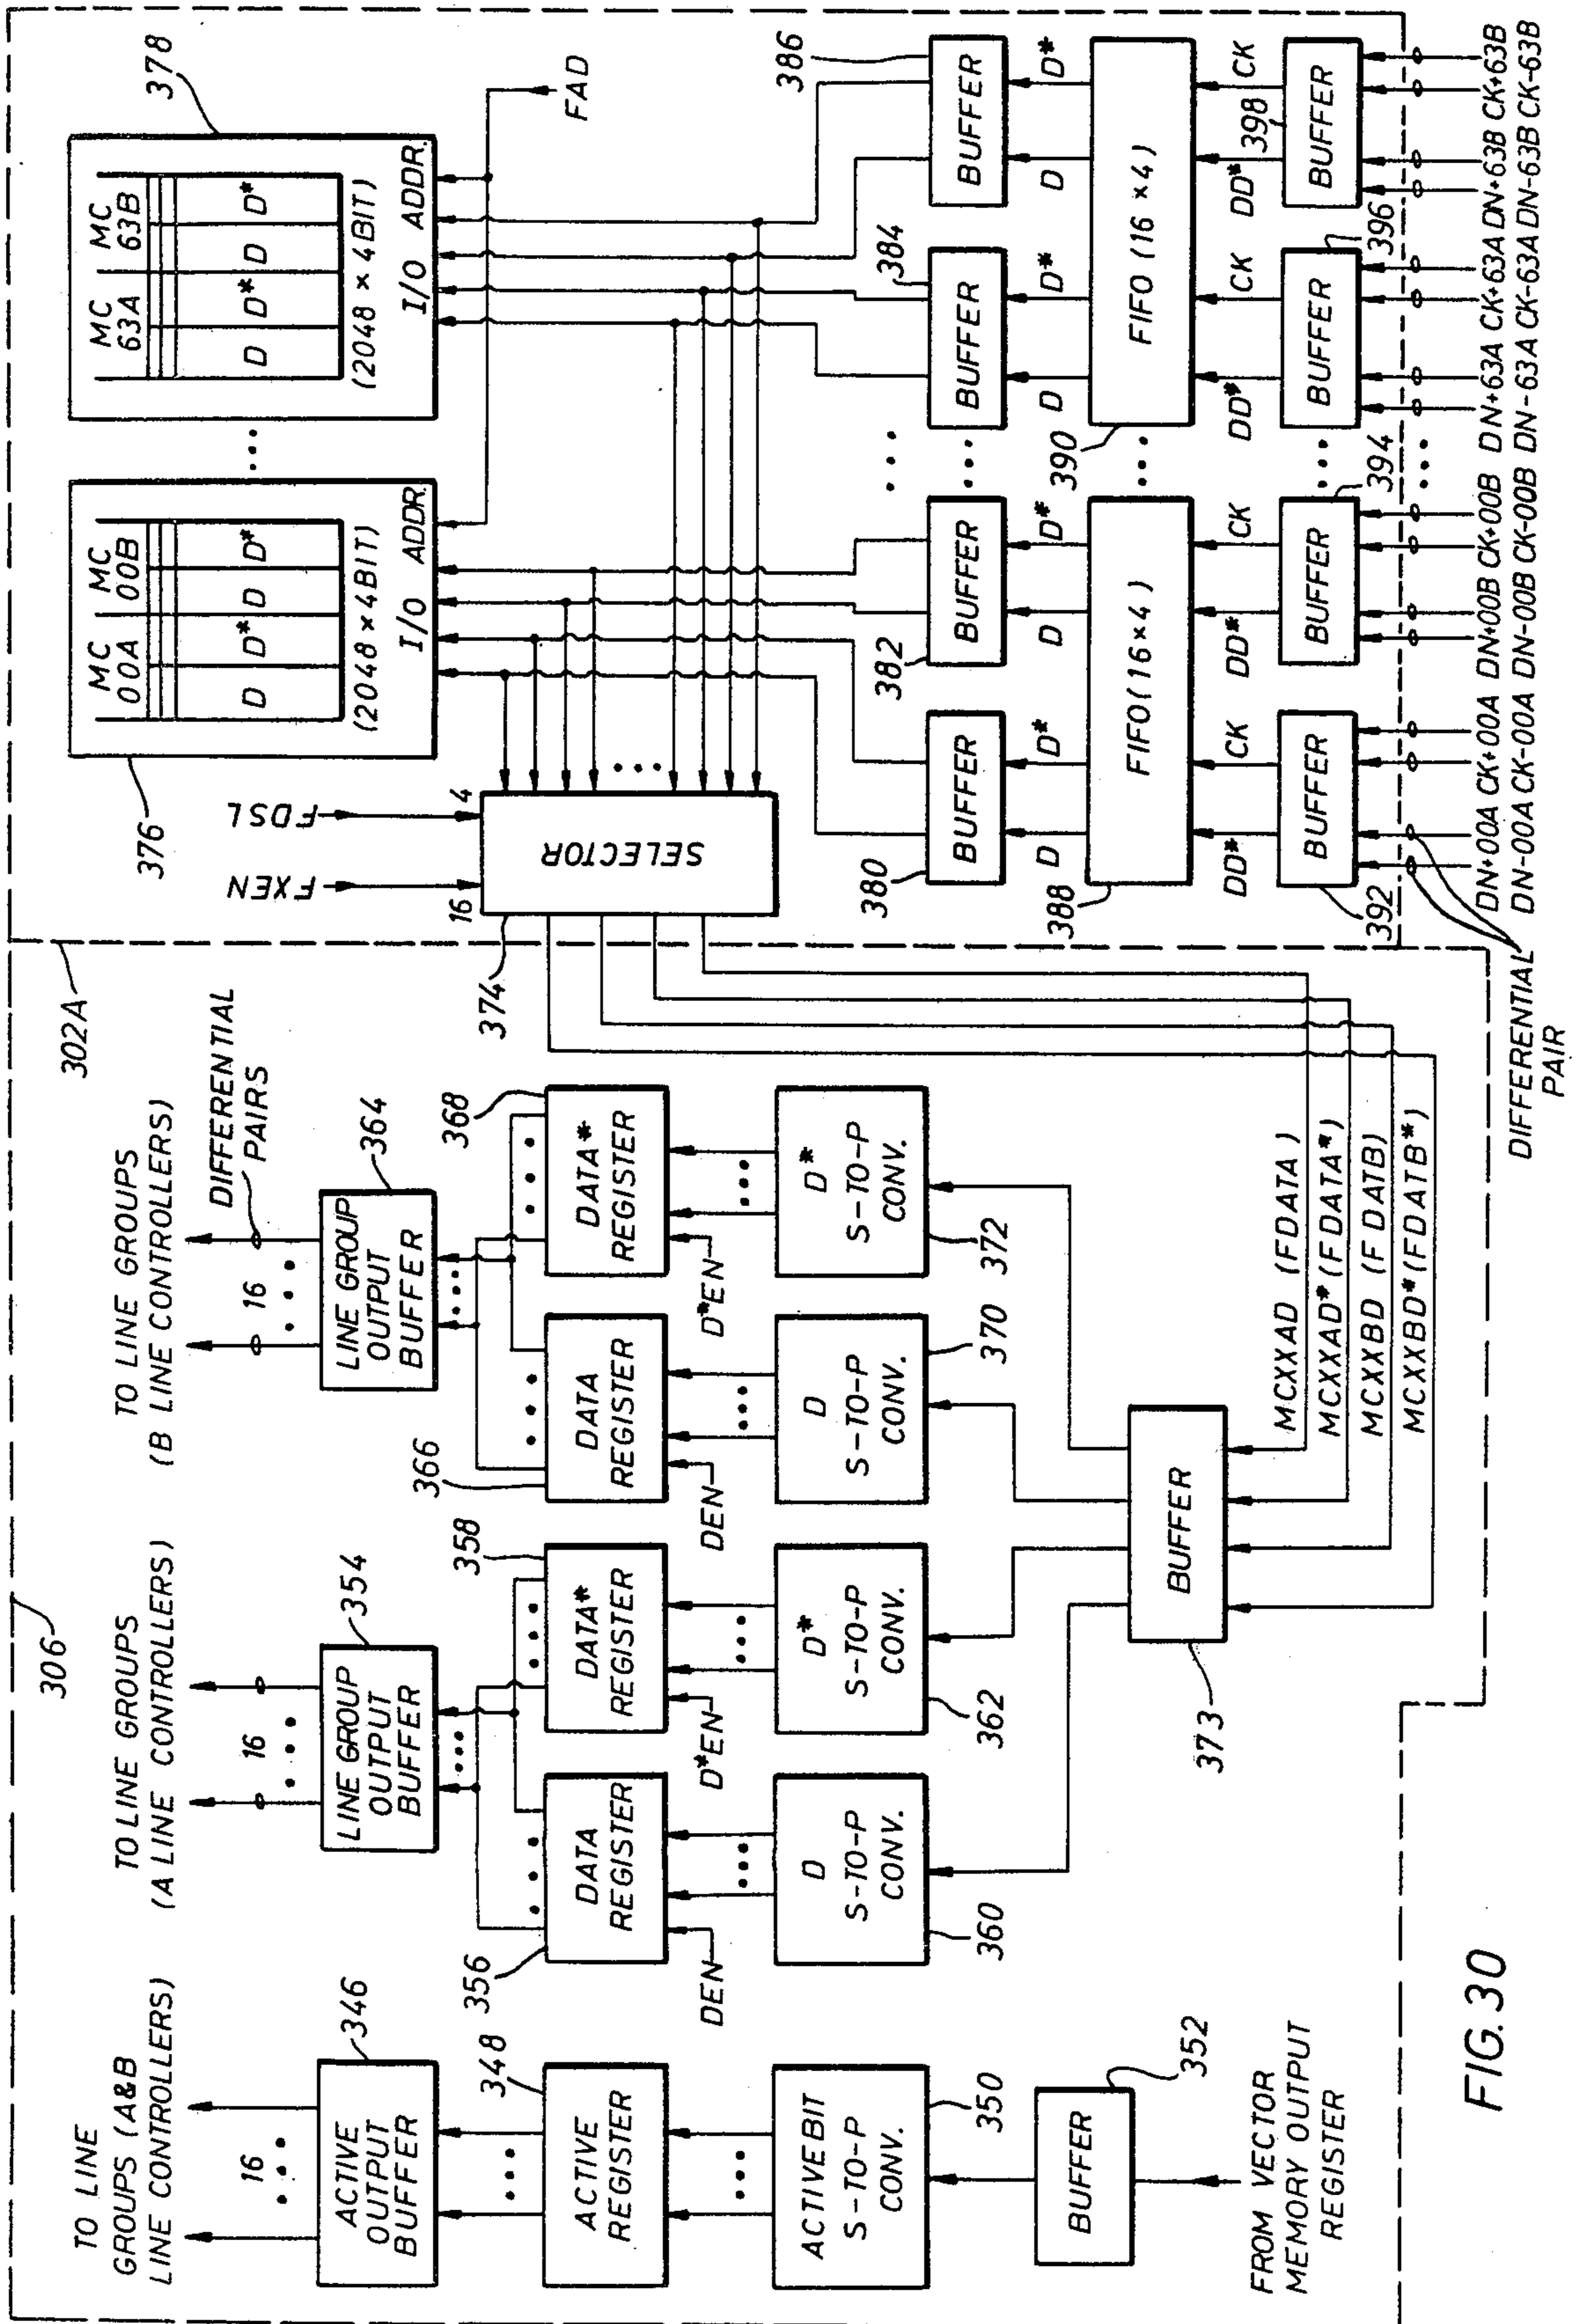 TO LINE
GROUPS (A&B
LINE CONTROLLERS)
16
346
ACTIVE
OUTPUT
BUFFER
348
ACTIVE
REGISTER
ACTIVE BIT
S-TO-P
CONV.
350
BUFFER
352
FROM VECTOR
MEMORY OUTPUT
REGISTER
306
TO LINE GROUPS
(A LINE CONTROLLERS)
16
354
LINE GROUP
OUTPUT
BUFFER
356
DATA
REGISTER
DEN
358
DATA*
REGISTER
D*EN
D
S-TO-P
CONV.
360
D*
S-TO-P
CONV.
362
TO LINE GROUPS
(B LINE CONTROLLERS)
DIFFERENTIAL
PAIRS
16
364
LINE GROUP
OUTPUT
BUFFER
366
DATA
REGISTER
DEN
368
DATA*
REGISTER
D*EN
D
S-TO-P
CONV.
370
D*
S-TO-P
CONV.
372
BUFFER
373
MCXXAD (FDATA)
MCXXAD* (FDATA*)
MCXXBD (FDATB)
MCXXBD* (FDATB*)
302A
374
FXEN
FDSL
16
4
SELECTOR
376
MC
00A
MC
00B
D
D*
D
D*
(2048 × 4 BIT)
I/O
ADDR.
378
MC
63A
MC
63B
D
D*
D
D*
(2048 × 4 BIT)
I/O
ADDR.
FAD
380
BUFFER
382
BUFFER
384
BUFFER
386
BUFFER
D
D*
D
D*
D
D*
D
D*
388
FIFO (16 × 4)
390
FIFO (16 × 4)
DD*
CK
DD*
CK
DD*
CK
DD*
CK
392
BUFFER
394
BUFFER
396
BUFFER
398
BUFFER
DN+00A CK+00A DN+00B CK+00B DN+63A CK+63A DN+63B CK+63B
DN-00A CK-00A DN-00B CK-00B DN-63A CK-63A DN-63B CK-63B
DIFFERENTIAL
PAIR
FIG. 30